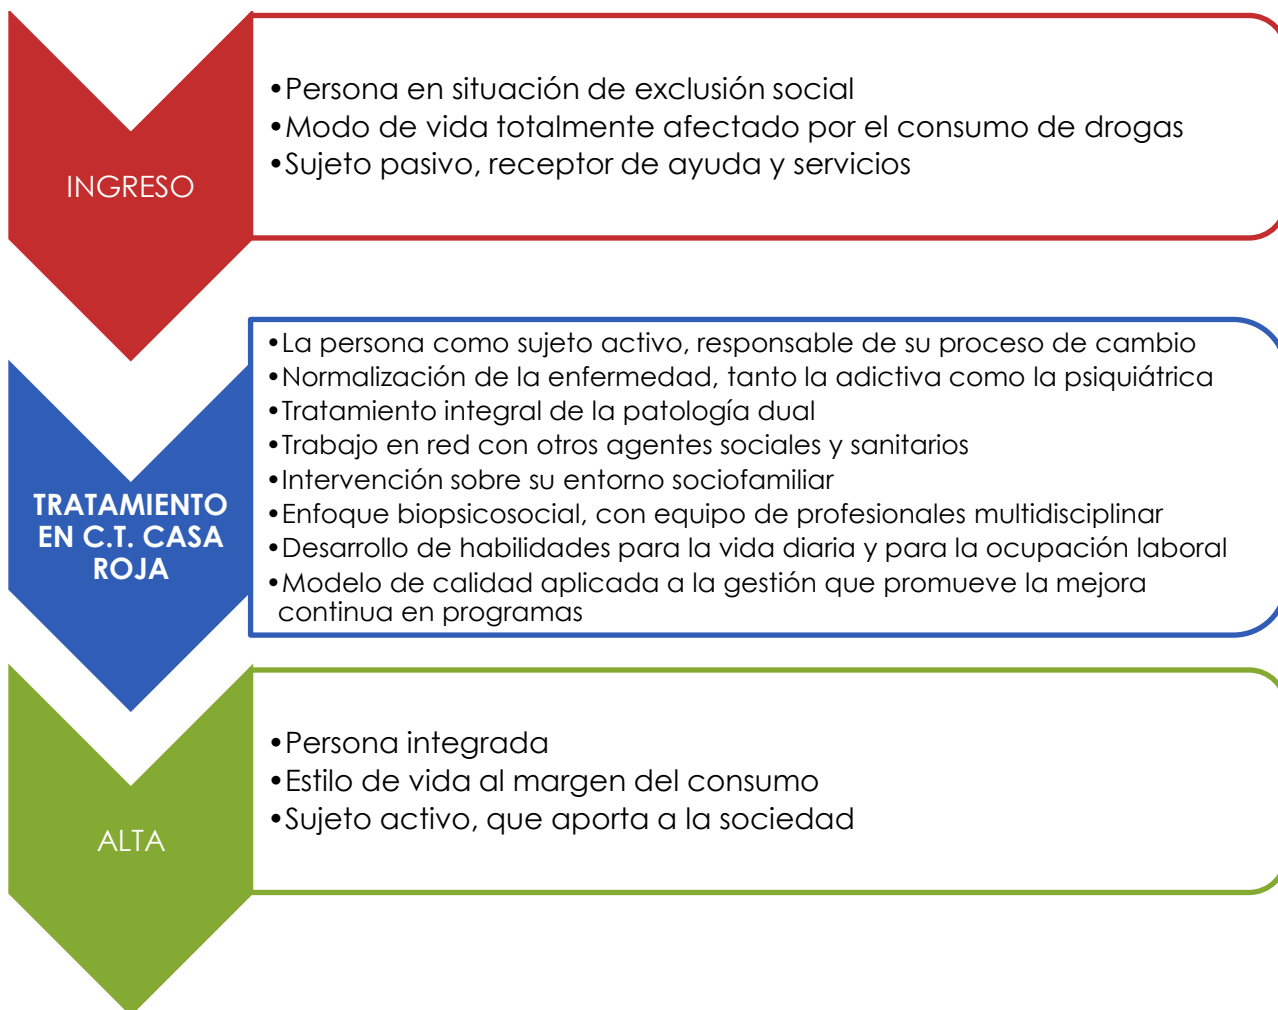 INGRESO
•Persona en situación de exclusión social
•Modo de vida totalmente afectado por el consumo de drogas
•Sujeto pasivo, receptor de ayuda y servicios
TRATAMIENTO
EN C.T. CASA
ROJA
•La persona como sujeto activo, responsable de su proceso de cambio
•Normalización de la enfermedad, tanto la adictiva como la psiquiátrica
•Tratamiento integral de la patología dual
•Trabajo en red con otros agentes sociales y sanitarios
•Intervención sobre su entorno sociofamiliar
•Enfoque biopsicosocial, con equipo de profesionales multidisciplinar
•Desarrollo de habilidades para la vida diaria y para la ocupación laboral
•Modelo de calidad aplicada a la gestión que promueve la mejora
continua en programas
ALTA
•Persona integrada
•Estilo de vida al margen del consumo
•Sujeto activo, que aporta a la sociedad